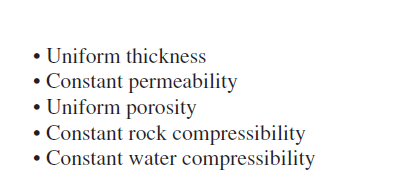 • Uniform thickness
• Constant permeability
• Uniform porosity
• Constant rock compressibility
• Constant water compressibility